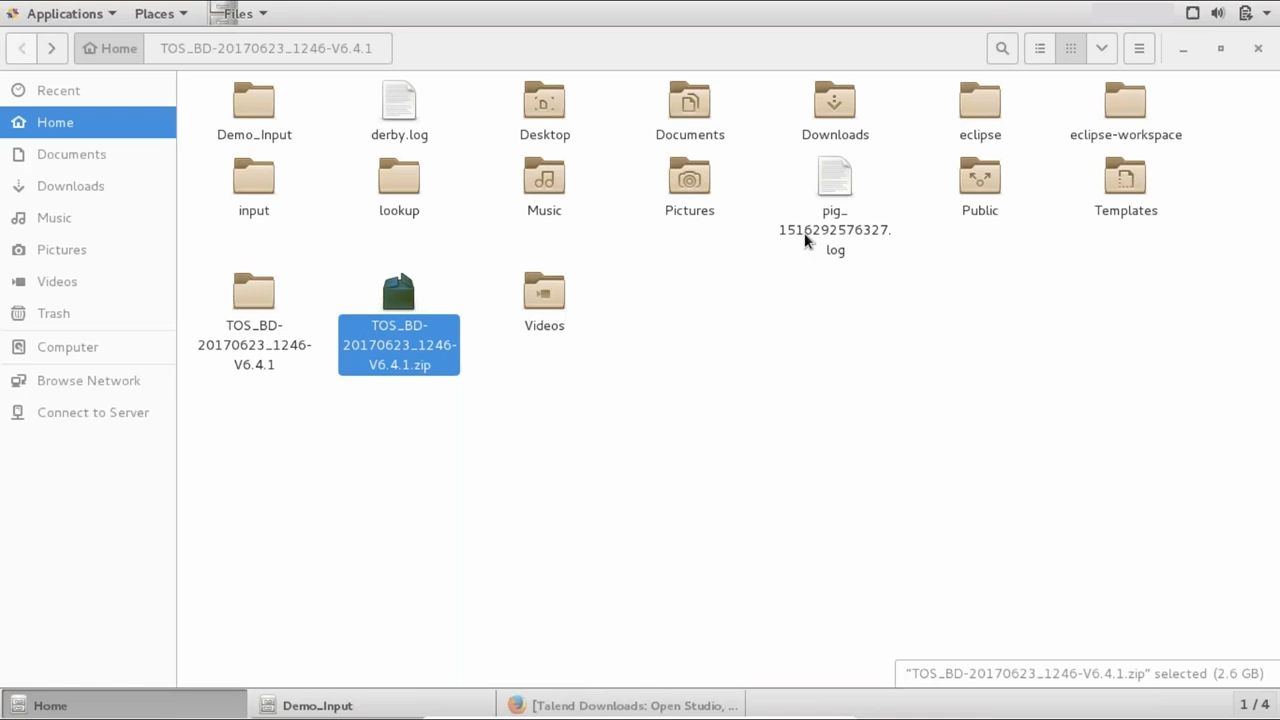 Applications Places Files
Home TOS_BD-20170623_1246-V6.4.1
Recent
Home
Documents
Downloads
Music
Pictures
Videos
Trash
Computer
Browse Network
Connect to Server
Demo_Input derby.log Desktop Documents Downloads eclipse eclipse-workspace
input lookup Music Pictures pig_ Public Templates
1516292576327.
log
TOS_BD- TOS_BD- Videos
20170623_1246- 20170623_1246-
V6.4.1 V6.4.1.zip
"TOS_BD-20170623_1246-V6.4.1.zip" selected (2.6 GB)
Home Demo_Input [Talend Downloads: Open Studio, ... 1 / 4